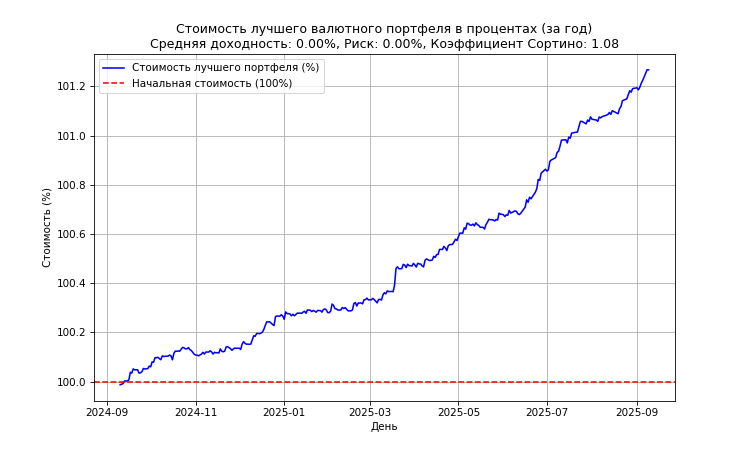 Стоимость лучшего валютного портфеля в процентах (за год)
Средняя доходность: 0.00%, Риск: 0.00%, Коэффициент Сортино: 1.08
Стоимость лучшего портфеля (%)
Начальная стоимость (100%)
Стоимость (%)
101.2
101.0
100.8
100.6
100.4
100.2
100.0
2024-09 2024-11 2025-01 2025-03 2025-05 2025-07 2025-09
День